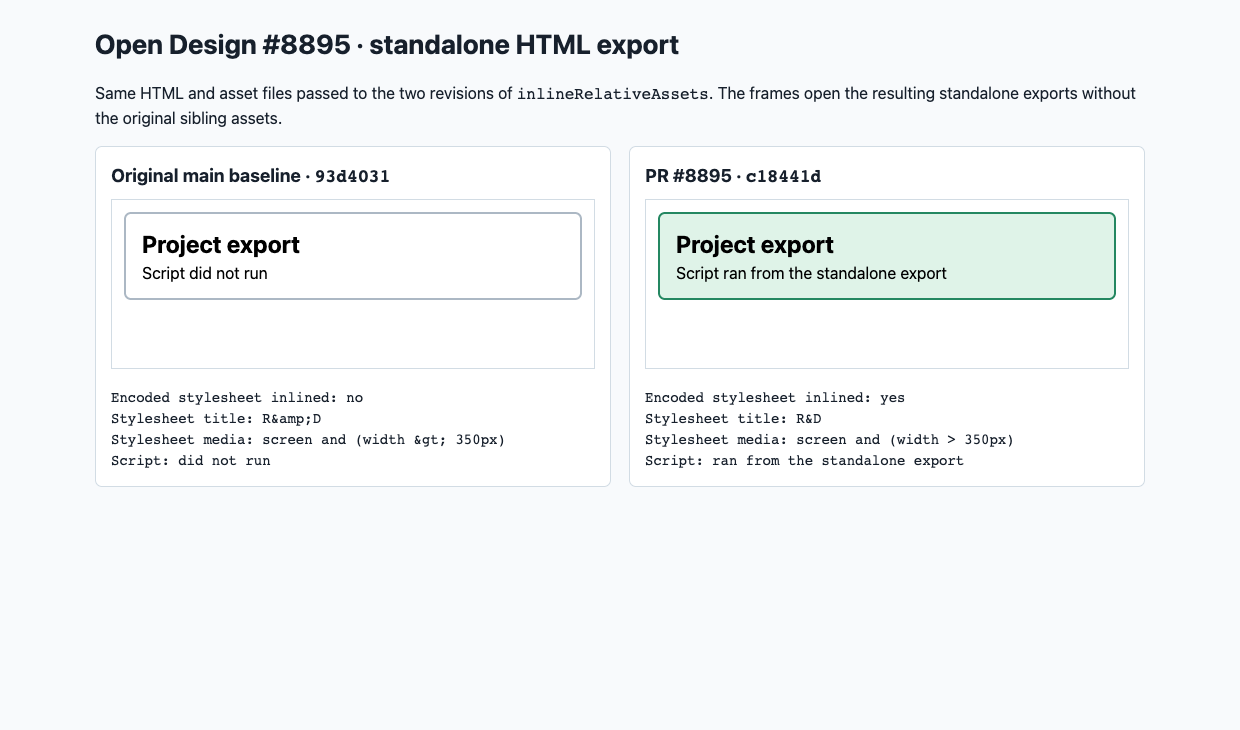 Open Design #8895 · standalone HTML export
Same HTML and asset files passed to the two revisions of inlineRelativeAssets. The frames open the resulting standalone exports without
the original sibling assets.
Original main baseline · 93d4031
Project export
Script did not run
Encoded stylesheet inlined: no
Stylesheet title: R&amp;D
Stylesheet media: screen and (width &gt; 350px)
Script: did not run
PR #8895 · c18441d
Project export
Script ran from the standalone export
Encoded stylesheet inlined: yes
Stylesheet title: R&D
Stylesheet media: screen and (width > 350px)
Script: ran from the standalone export